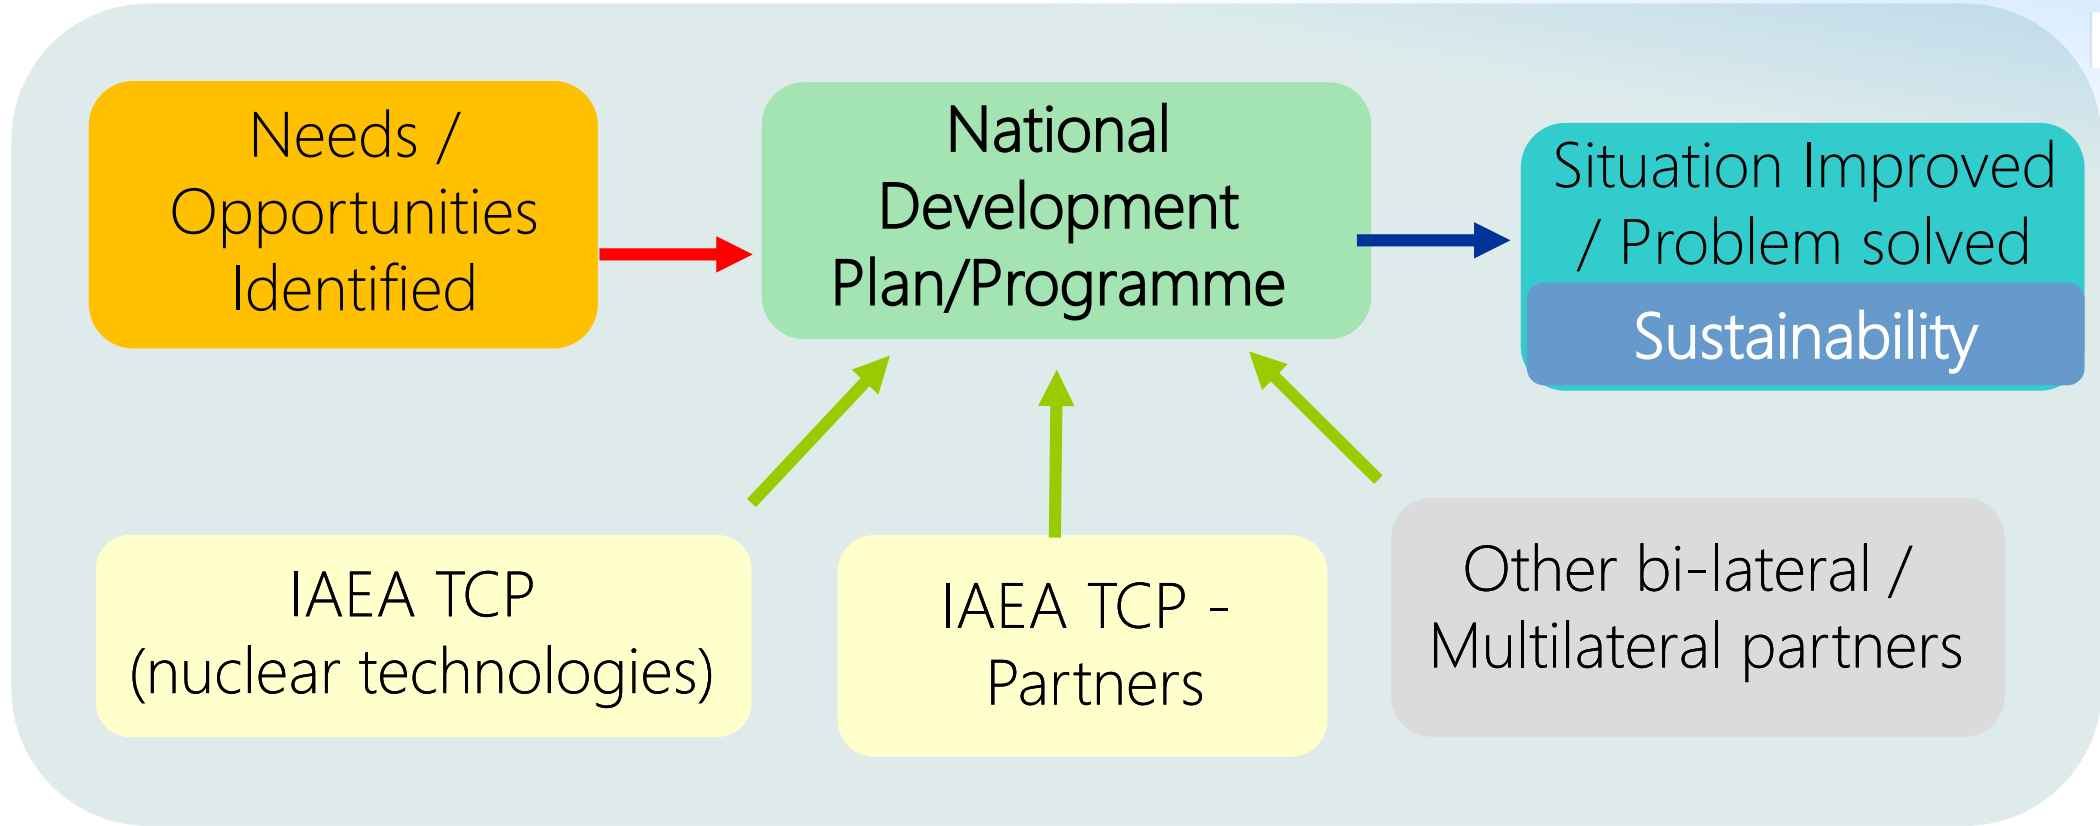 Needs /
Opportunities
Identified
National
Development
Plan/Programme
Situation Improved
/ Problem solved
Sustainability
IAEA TCP
(nuclear technologies)
IAEA TCP -
Partners
Other bi-lateral /
Multilateral partners